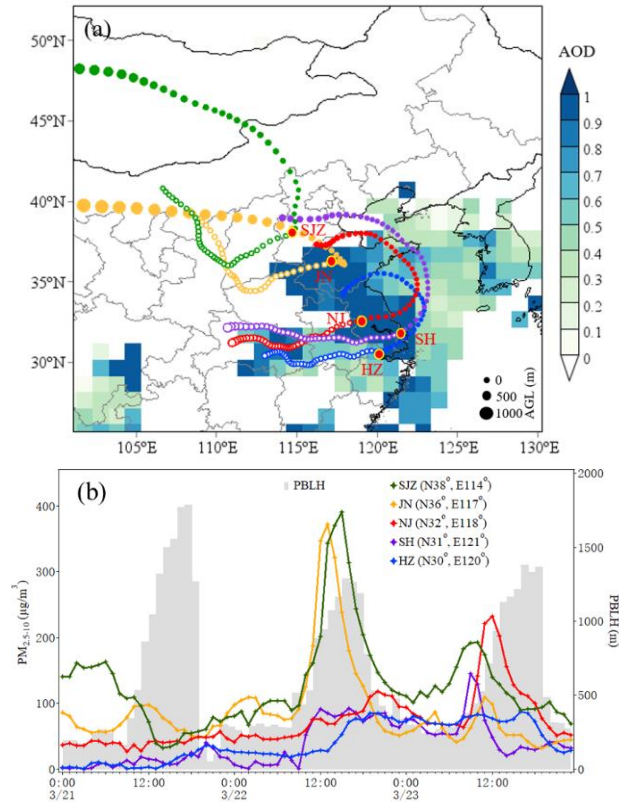 (a)
50°N
45°N
40°N
35°N
30°N
105°E 110°E 115°E 120°E 125°E 130°E
SJZ
JN
NJ
SH
HZ
0
500
1000
AGL (m)
AOD
1
0.9
0.8
0.7
0.6
0.5
0.4
0.3
0.2
0.1
0
(b)
PBLH
SJZ (N38°, E114°)
JN (N36°, E117°)
NJ (N32°, E118°)
SH (N31°, E121°)
HZ (N30°, E120°)
PM2.5-10 (μg/m³)
400
300
200
100
0
PBLH (m)
2000
1500
1000
500
0
0:00 12:00 0:00 12:00 0:00 12:00
3/21 3/22 3/23